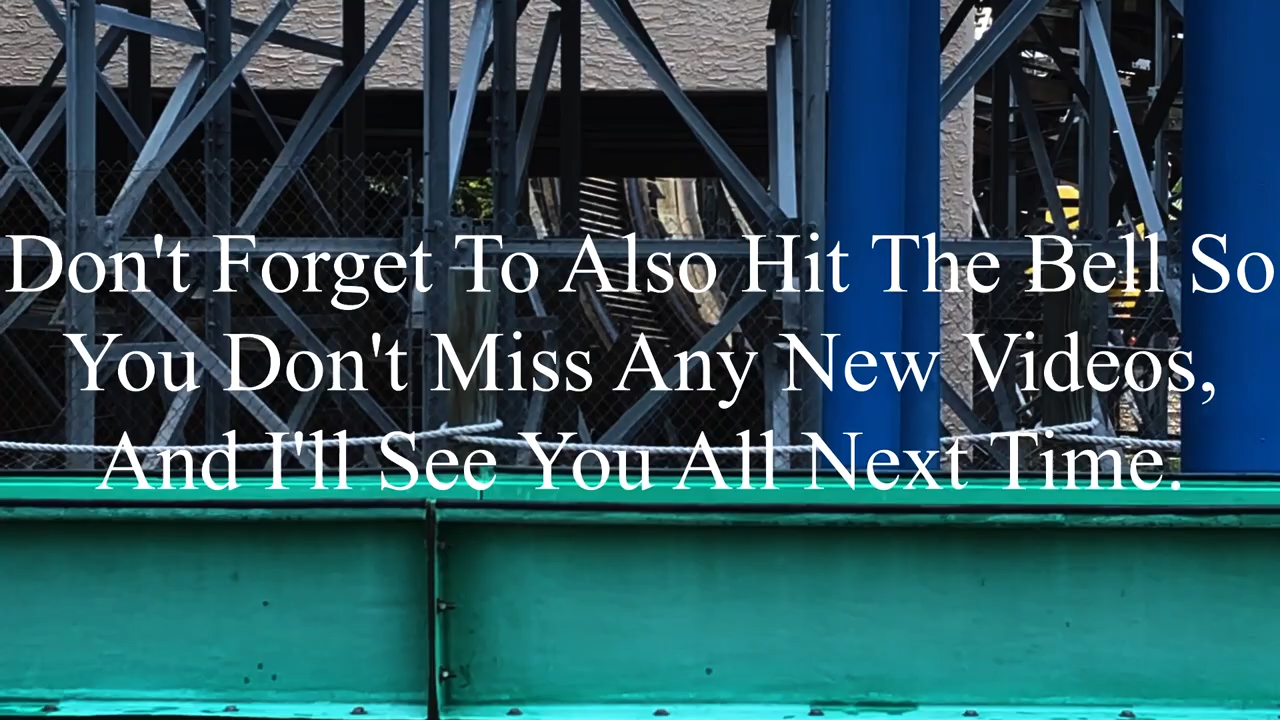 Don't Forget To Also Hit The Bell So
You Don't Miss Any New Videos,
And I'll See You All Next Time.